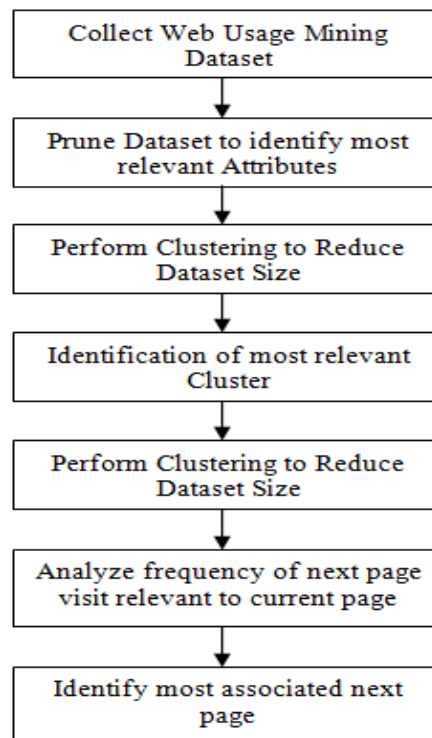 Collect Web Usage Mining
Dataset
Prune Dataset to identify most
relevant Attributes
Perform Clustering to Reduce
Dataset Size
Identification of most relevant
Cluster
Perform Clustering to Reduce
Dataset Size
Analyze frequency of next page
visit relevant to current page
Identify most associated next
page